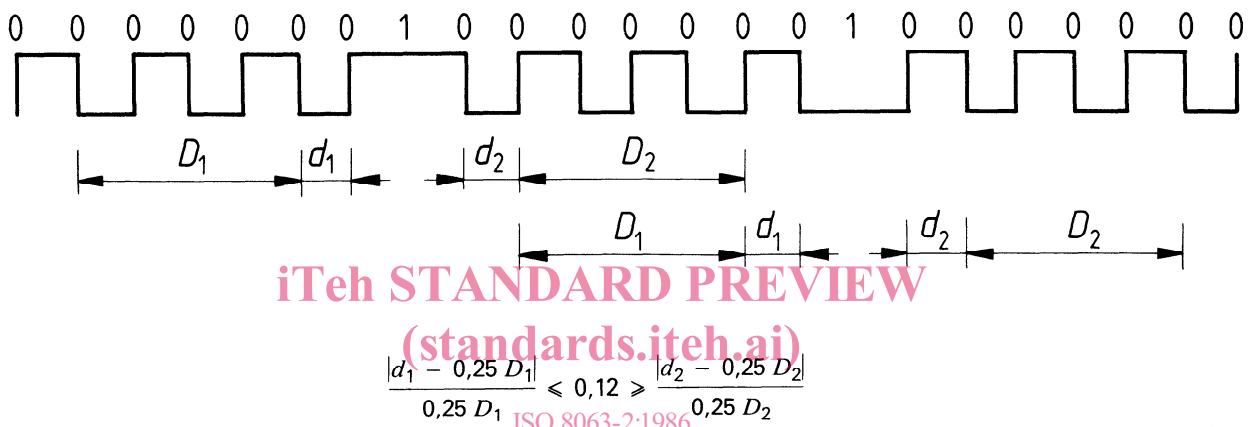 0 0 0 0 0 0 0 1 0 0 0 0 0 0 0 1 0 0 0 0 0 0 0
D₁ d₁ d₂ D₂
D₁ d₁ d₂ D₂
iTeh STANDARD PREVIEW
(standards.iteh.ai)
|d₁ − 0,25 D₁| / 0,25 D₁ ⩽ 0,12 ⩾ |d₂ − 0,25 D₂| / 0,25 D₂
ISO 8063-2:1986